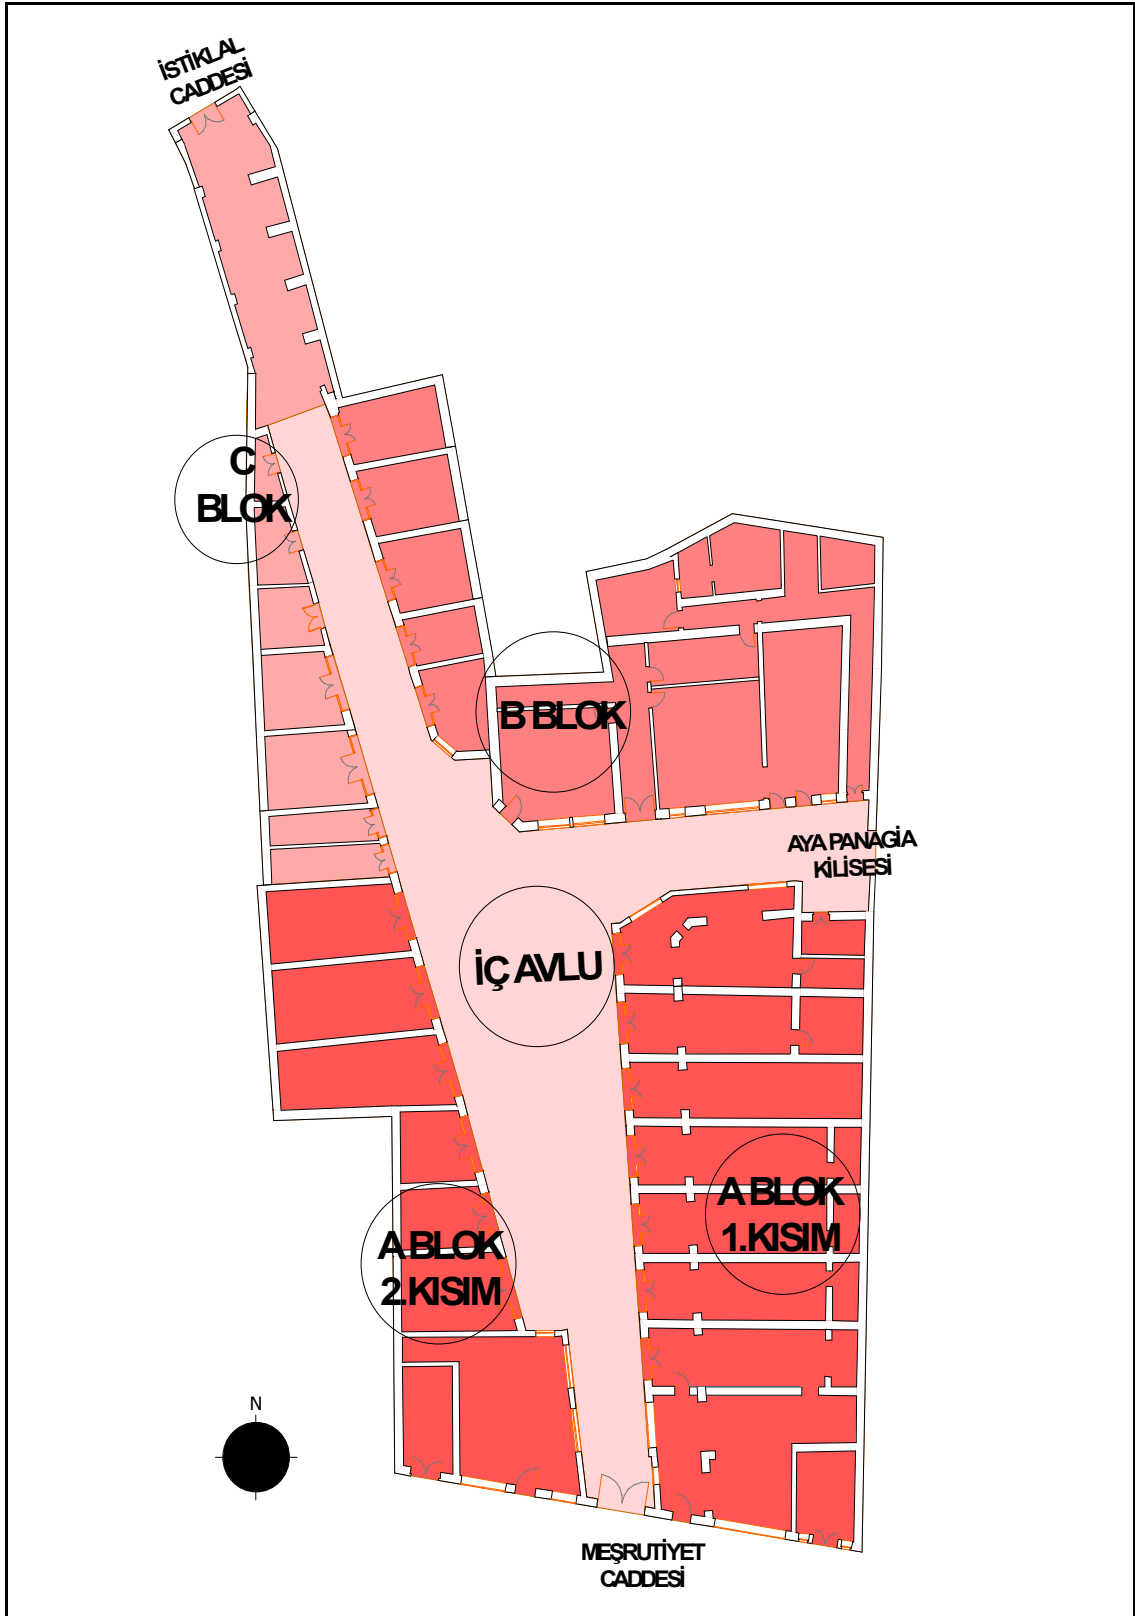 İSTİKLAL
CADDESİ
C
BLOK
B BLOK
AYA PANAGİA
KİLİSESİ
İÇ AVLU
A BLOK
1.KISIM
A BLOK
2.KISIM
N
MEŞRUTİYET
CADDESİ